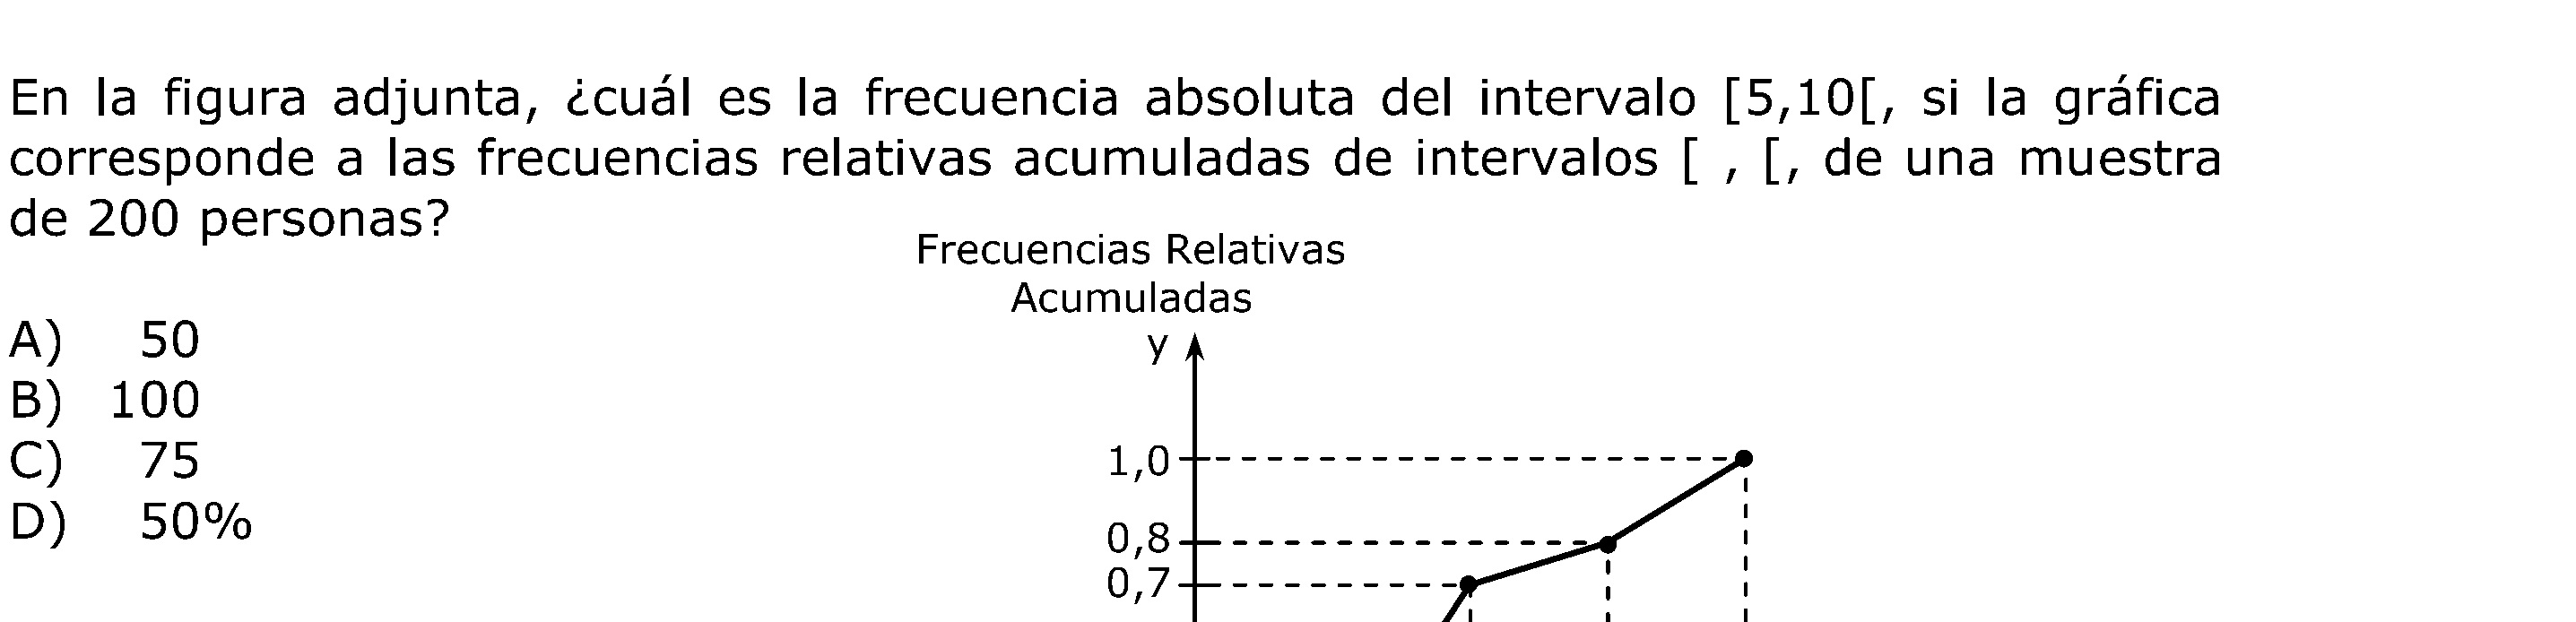 En la figura adjunta, ¿cuál es la frecuencia absoluta del intervalo [5,10[, si la gráfica
corresponde a las frecuencias relativas acumuladas de intervalos [ , [, de una muestra
de 200 personas?
Frecuencias Relativas
Acumuladas
y
A) 50
B) 100
C) 75
D) 50%
1,0
0,8
0,7